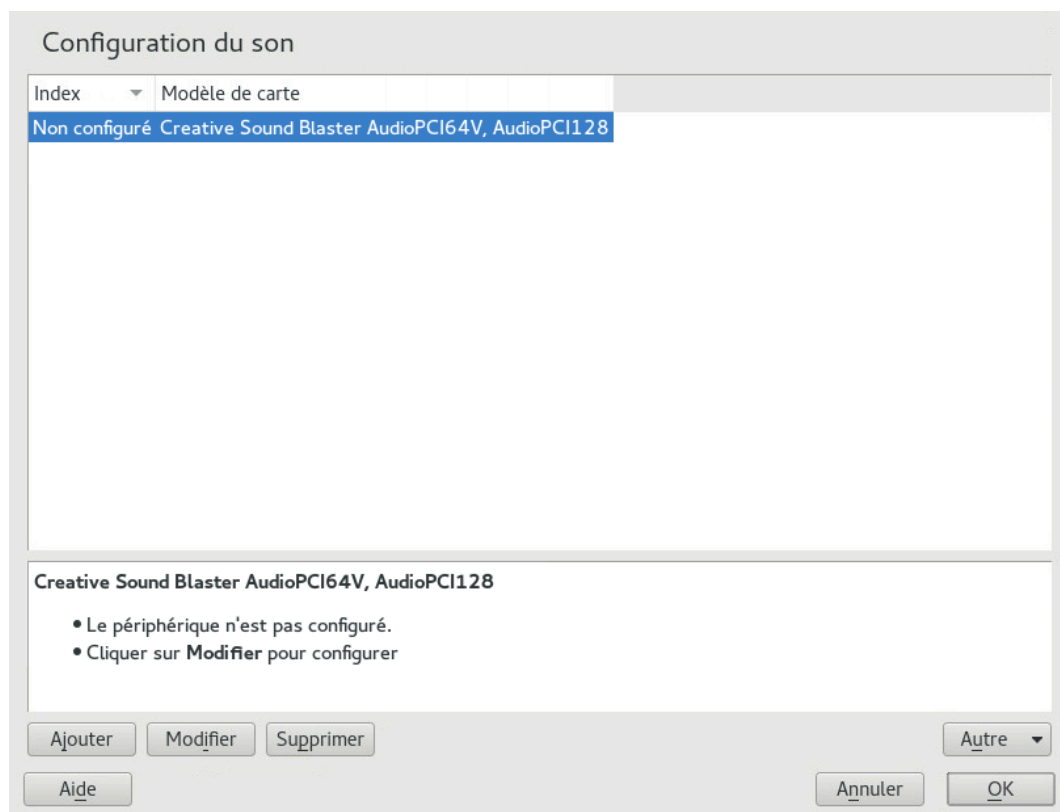 Configuration du son
Index Modèle de carte
Non configuré Creative Sound Blaster AudioPCI64V, AudioPCI128
Creative Sound Blaster AudioPCI64V, AudioPCI128
• Le périphérique n'est pas configuré.
• Cliquer sur Modifier pour configurer
Ajouter Modifier Supprimer Autre
Aide Annuler OK